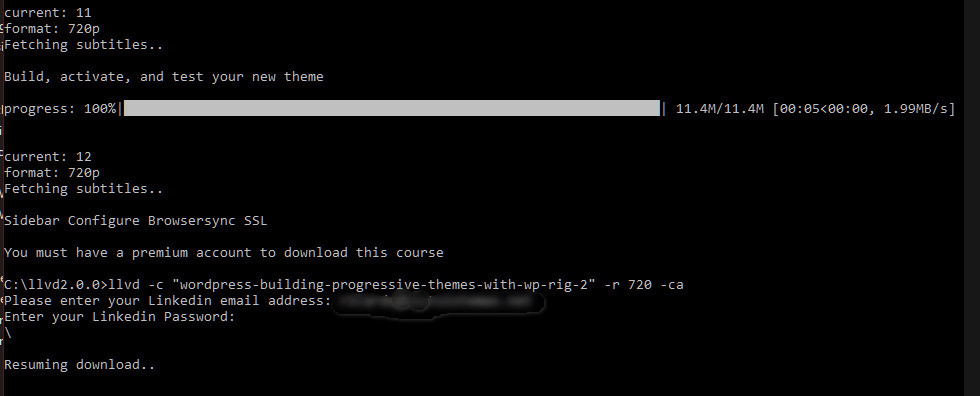 current: 11
format: 720p
Fetching subtitles..
Build, activate, and test your new theme
progress: 100%| | 11.4M/11.4M [00:05<00:00, 1.99MB/s]
current: 12
format: 720p
Fetching subtitles..
Sidebar Configure Browsersync SSL
You must have a premium account to download this course
C:\llvd2.0.0>llvd -c "wordpress-building-progressive-themes-with-wp-rig-2" -r 720 -ca
Please enter your Linkedin email address:
Enter your Linkedin Password:
\
Resuming download..